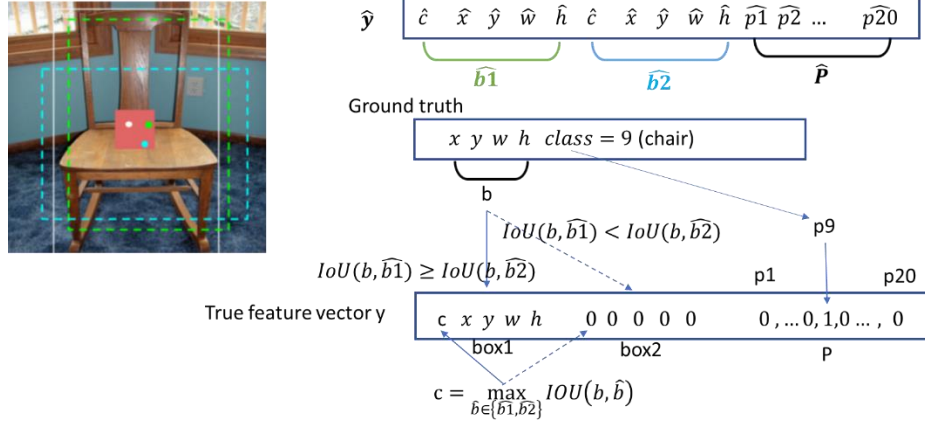 ŷ ĉ x̂ ŷ ŵ ĥ ĉ x̂ ŷ ŵ ĥ p̂1 p̂2 ... p̂20
b̂1 b̂2 P̂
Ground truth
x y w h class = 9 (chair)
b
p9
IoU(b, b̂1) < IoU(b, b̂2)
IoU(b, b̂1) ≥ IoU(b, b̂2)
p1 p20
True feature vector y c x y w h 0 0 0 0 0 0 , ... 0, 1,0 ... , 0
box1 box2 P
c = max IOU(b, b̂)
b̂∈{b̂1,b̂2}